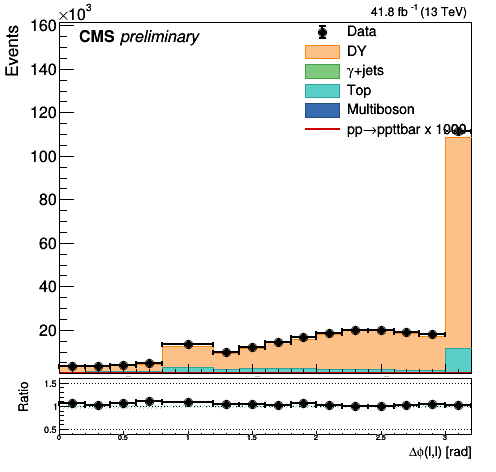 ×10³
41.8 fb⁻¹ (13 TeV)
CMS preliminary
Events
160
140
120
100
80
60
40
20
Data
DY
γ+jets
Top
Multiboson
pp→ppttbar x 1000
Ratio
1.5
1
0.5
0 0.5 1 1.5 2 2.5 3
Δφ(l,l) [rad]